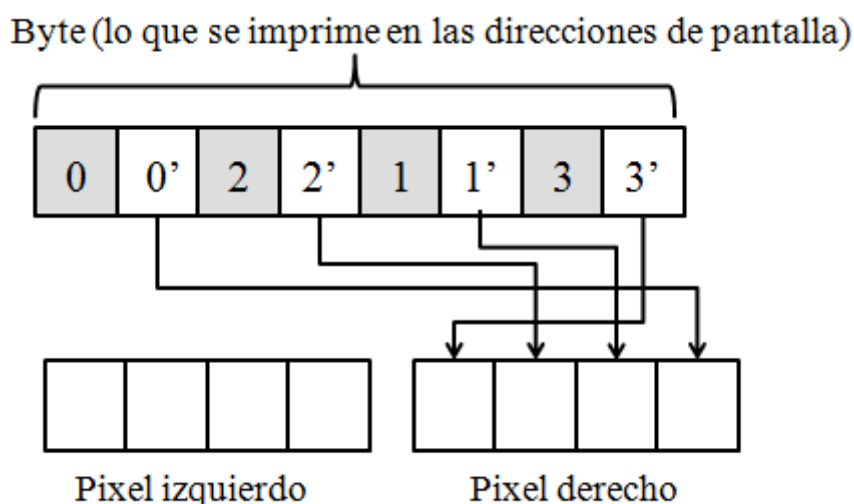 Byte (lo que se imprime en las direcciones de pantalla)
0 0’ 2 2’ 1 1’ 3 3’
Pixel izquierdo Pixel derecho